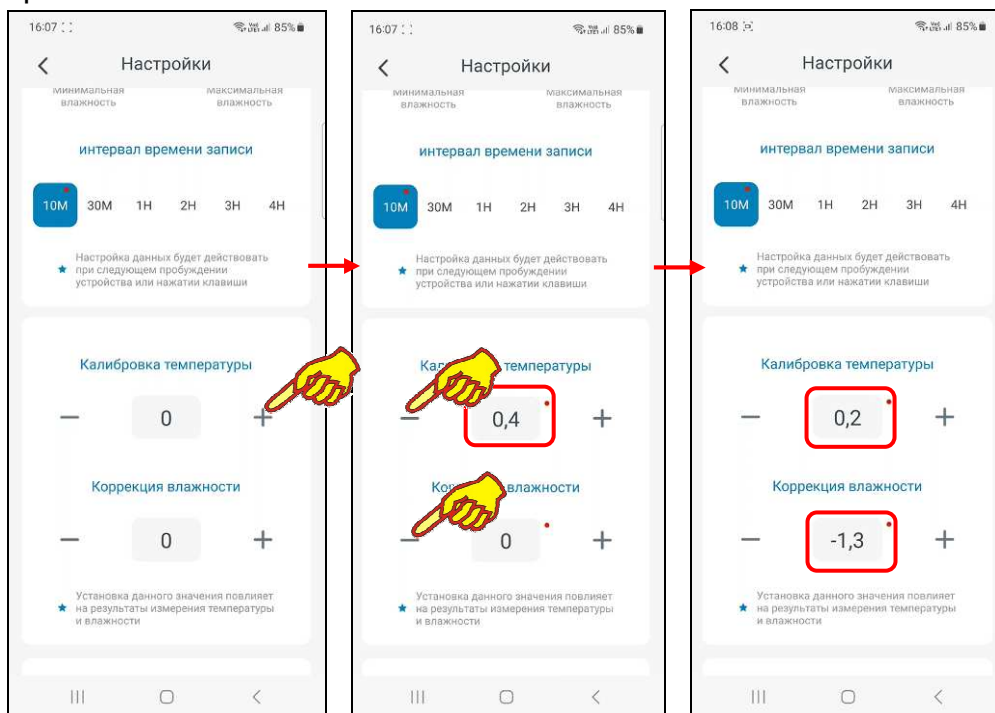 16:07 85%
Настройки
Минимальная Максимальная
влажность влажность
интервал времени записи
10M 30M 1H 2H 3H 4H
Настройка данных будет действовать
при следующем пробуждении
устройства или нажатии клавиши
Калибровка температуры
— 0 +
Коррекция влажности
— 0 +
Установка данного значения повлияет
на результаты измерения температуры
и влажности
16:07 85%
Настройки
Минимальная Максимальная
влажность влажность
интервал времени записи
10M 30M 1H 2H 3H 4H
Настройка данных будет действовать
при следующем пробуждении
устройства или нажатии клавиши
температуры
— 0,4 +
влажности
— 0 +
Установка данного значения повлияет
на результаты измерения температуры
и влажности
16:08 85%
Настройки
Минимальная Максимальная
влажность влажность
интервал времени записи
10M 30M 1H 2H 3H 4H
Настройка данных будет действовать
при следующем пробуждении
устройства или нажатии клавиши
Калибровка температуры
— 0,2 +
Коррекция влажности
— -1,3 +
Установка данного значения повлияет
на результаты измерения температуры
и влажности